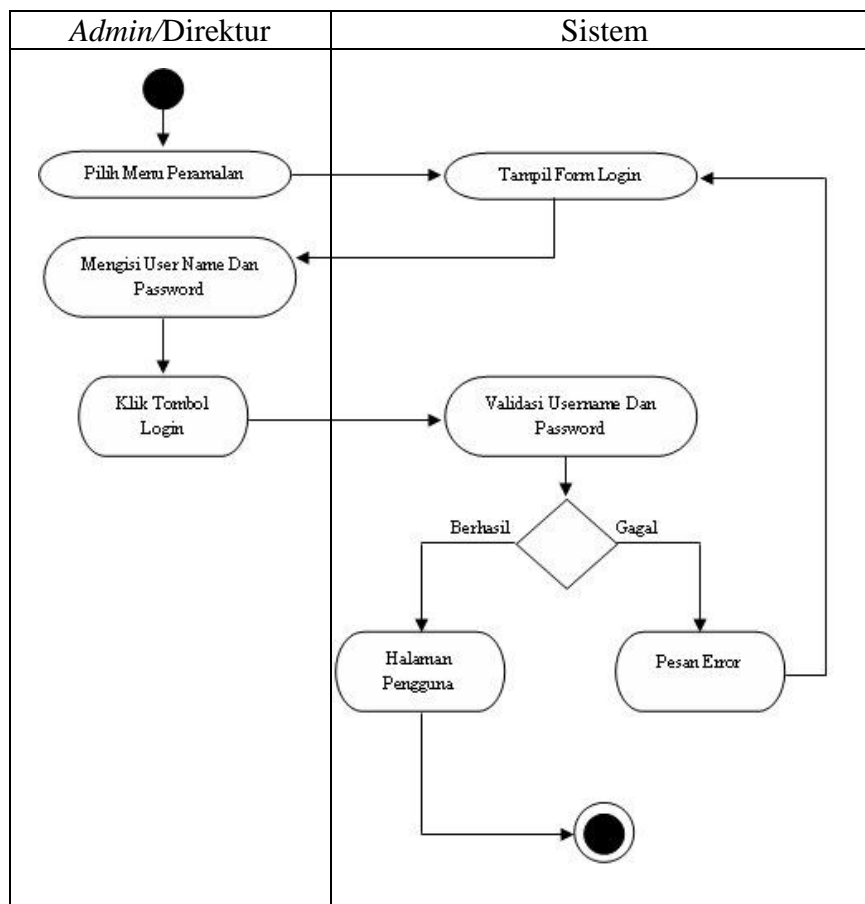 Admin/Direktur
Sistem
Pilih Menu Peramalan
Tampil Form Login
Mengisi User Name Dan
Password
Klik Tombol
Login
Validasi Username Dan
Password
Berhasil
Gagal
Halaman
Pengguna
Pesan Error